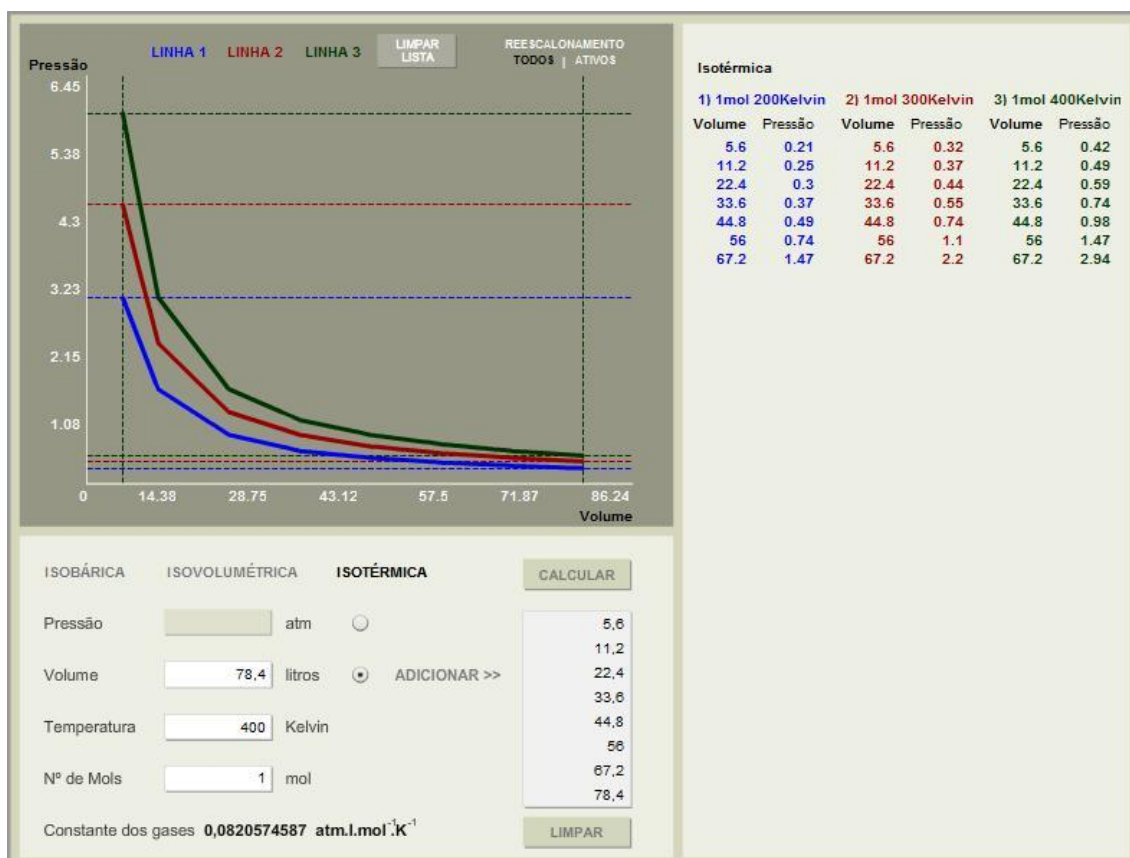 LINHA 1 LINHA 2 LINHA 3 LIMPAR LISTA REESCALONAMENTO
TODOS | ATIVOS
Pressão
6.45
5.38
4.3
3.23
2.15
1.08
0 14.38 28.75 43.12 57.5 71.87 86.24
Volume
Isotérmica
1) 1mol 200Kelvin 2) 1mol 300Kelvin 3) 1mol 400Kelvin
Volume Pressão Volume Pressão Volume Pressão
5.6 0.21 5.6 0.32 5.6 0.42
11.2 0.25 11.2 0.37 11.2 0.49
22.4 0.3 22.4 0.44 22.4 0.59
33.6 0.37 33.6 0.55 33.6 0.74
44.8 0.49 44.8 0.74 44.8 0.98
56 0.74 56 1.1 56 1.47
67.2 1.47 67.2 2.2 67.2 2.94
ISOBÁRICA ISOVOLUMÉTRICA ISOTÉRMICA CALCULAR
Pressão atm
Volume 78,4 litros ADICIONAR >>
Temperatura 400 Kelvin
Nº de Mols 1 mol
5,6
11,2
22,4
33,6
44,8
56
67,2
78,4
Constante dos gases 0,0820574587 atm.l.mol⁻¹.K⁻¹ LIMPAR